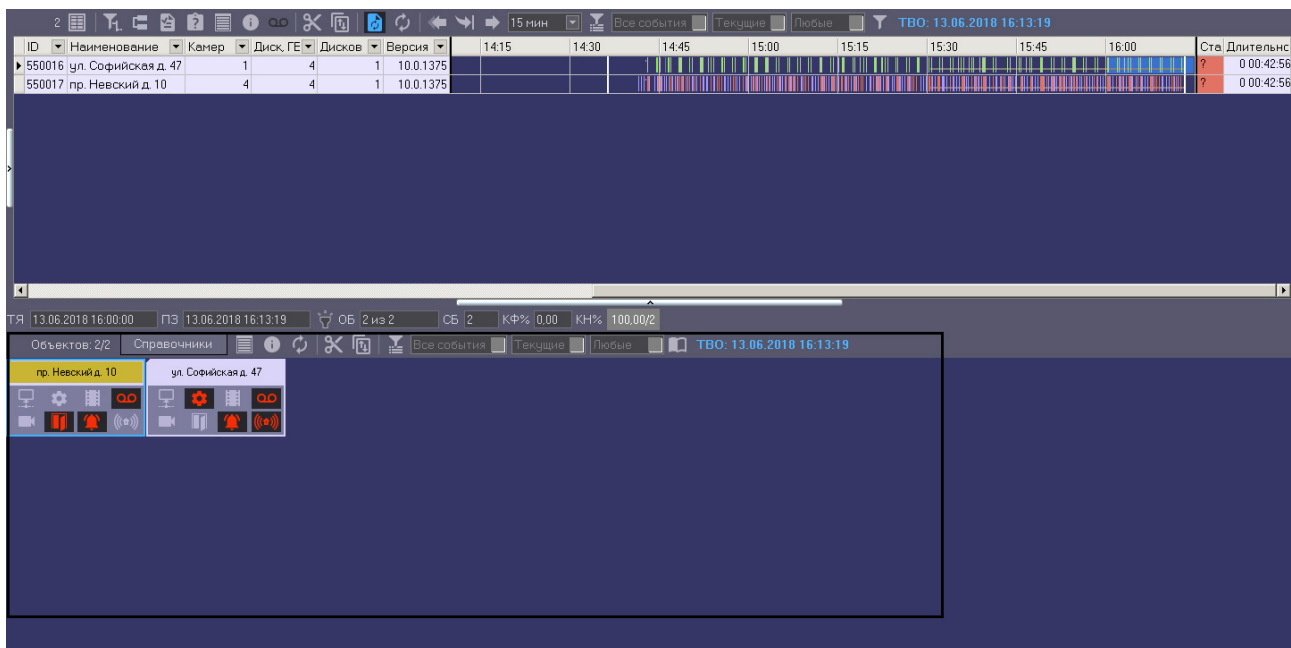 2 15 мин Все события Текущие Любые ТВО: 13.06.2018 16:13:19
ID Наименование Камер Диск, ГЕ Дисков Версия 14:15 14:30 14:45 15:00 15:15 15:30 15:45 16:00 Ста Длительнс
550016 ул. Софийская д. 47 1 4 1 10.0.1375 ? 0 00:42:56
550017 пр. Невский д. 10 4 4 1 10.0.1375 ? 0 00:42:56
ТЯ 13.06.2018 16:00:00 ПЗ 13.06.2018 16:13:19 ОБ 2 из 2 СБ 2 КФ% 0,00 КН% 100,00/2
Объектов: 2/2 Справочники Все события Текущие Любые ТВО: 13.06.2018 16:13:19
пр. Невский д. 10 ул. Софийская д. 47